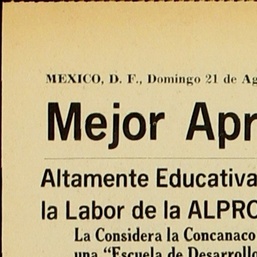 MEXICO, D. F., Domingo 21 de Ag
Mejor Apr
Altamente Educativa
la Labor de la ALPRO
La Considera la Concanaco
una "Escuela de Desarrollo